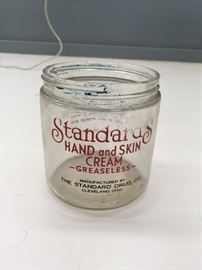 Standard's
HAND and SKIN
CREAM
—GREASELESS—
MANUFACTURED BY
THE STANDARD DRUG CO.
CLEVELAND, OHIO